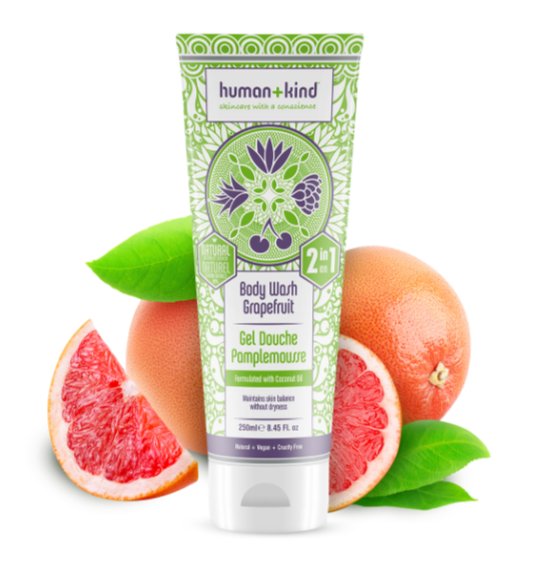 human+kind
skincare with a conscience
NATURAL
NATUREL
2 in 1
Body Wash
Grapefruit
Gel Douche
Pamplemousse
Formulated with Coconut Oil
Maintains skin balance
without dryness
250ml e 8.45 Fl. oz
Natural + Vegan + Cruelty Free